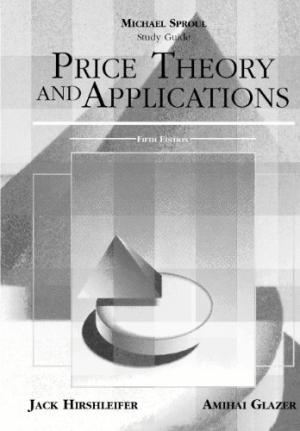 MICHAEL SPROUL
Study Guide
PRICE THEORY
AND APPLICATIONS
FIFTH EDITION
JACK HIRSHLEIFER AMIHAI GLAZER